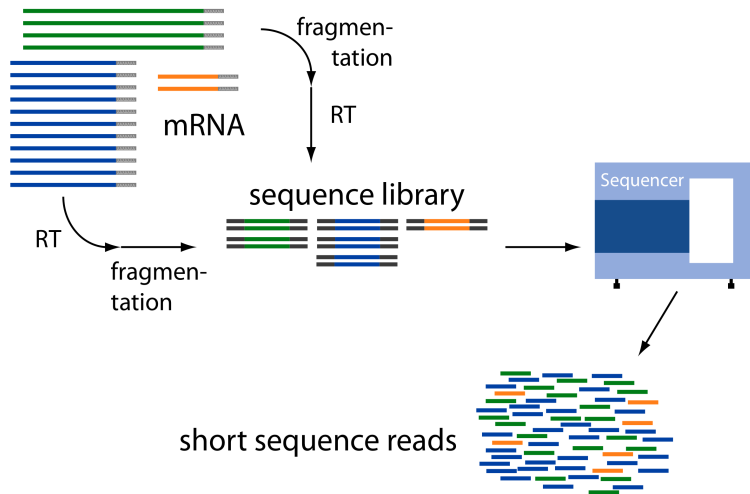 fragmen-
tation
mRNA
RT
sequence library
Sequencer
RT
fragmen-
tation
short sequence reads